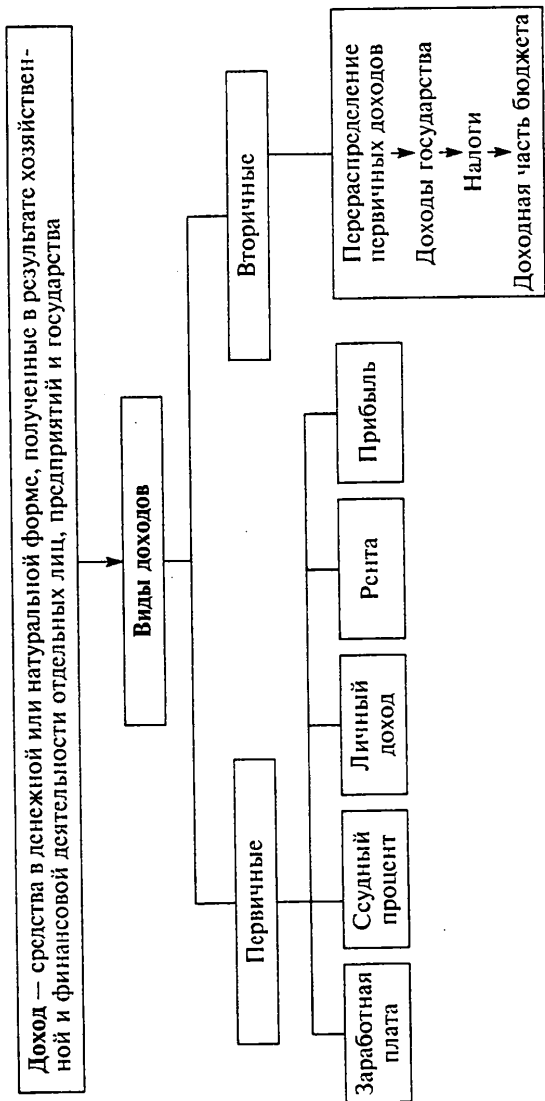 Доход — средства в денежной или натуральной форме, полученные в результате хозяйствен-
ной и финансовой деятельности отдельных лиц, предприятий и государства
Виды доходов
Первичные
Вторичные
Заработная
плата
Ссудный
процент
Личный
доход
Рента
Прибыль
Перераспределение
первичных доходов
Доходы государства
Налоги
Доходная часть бюджета